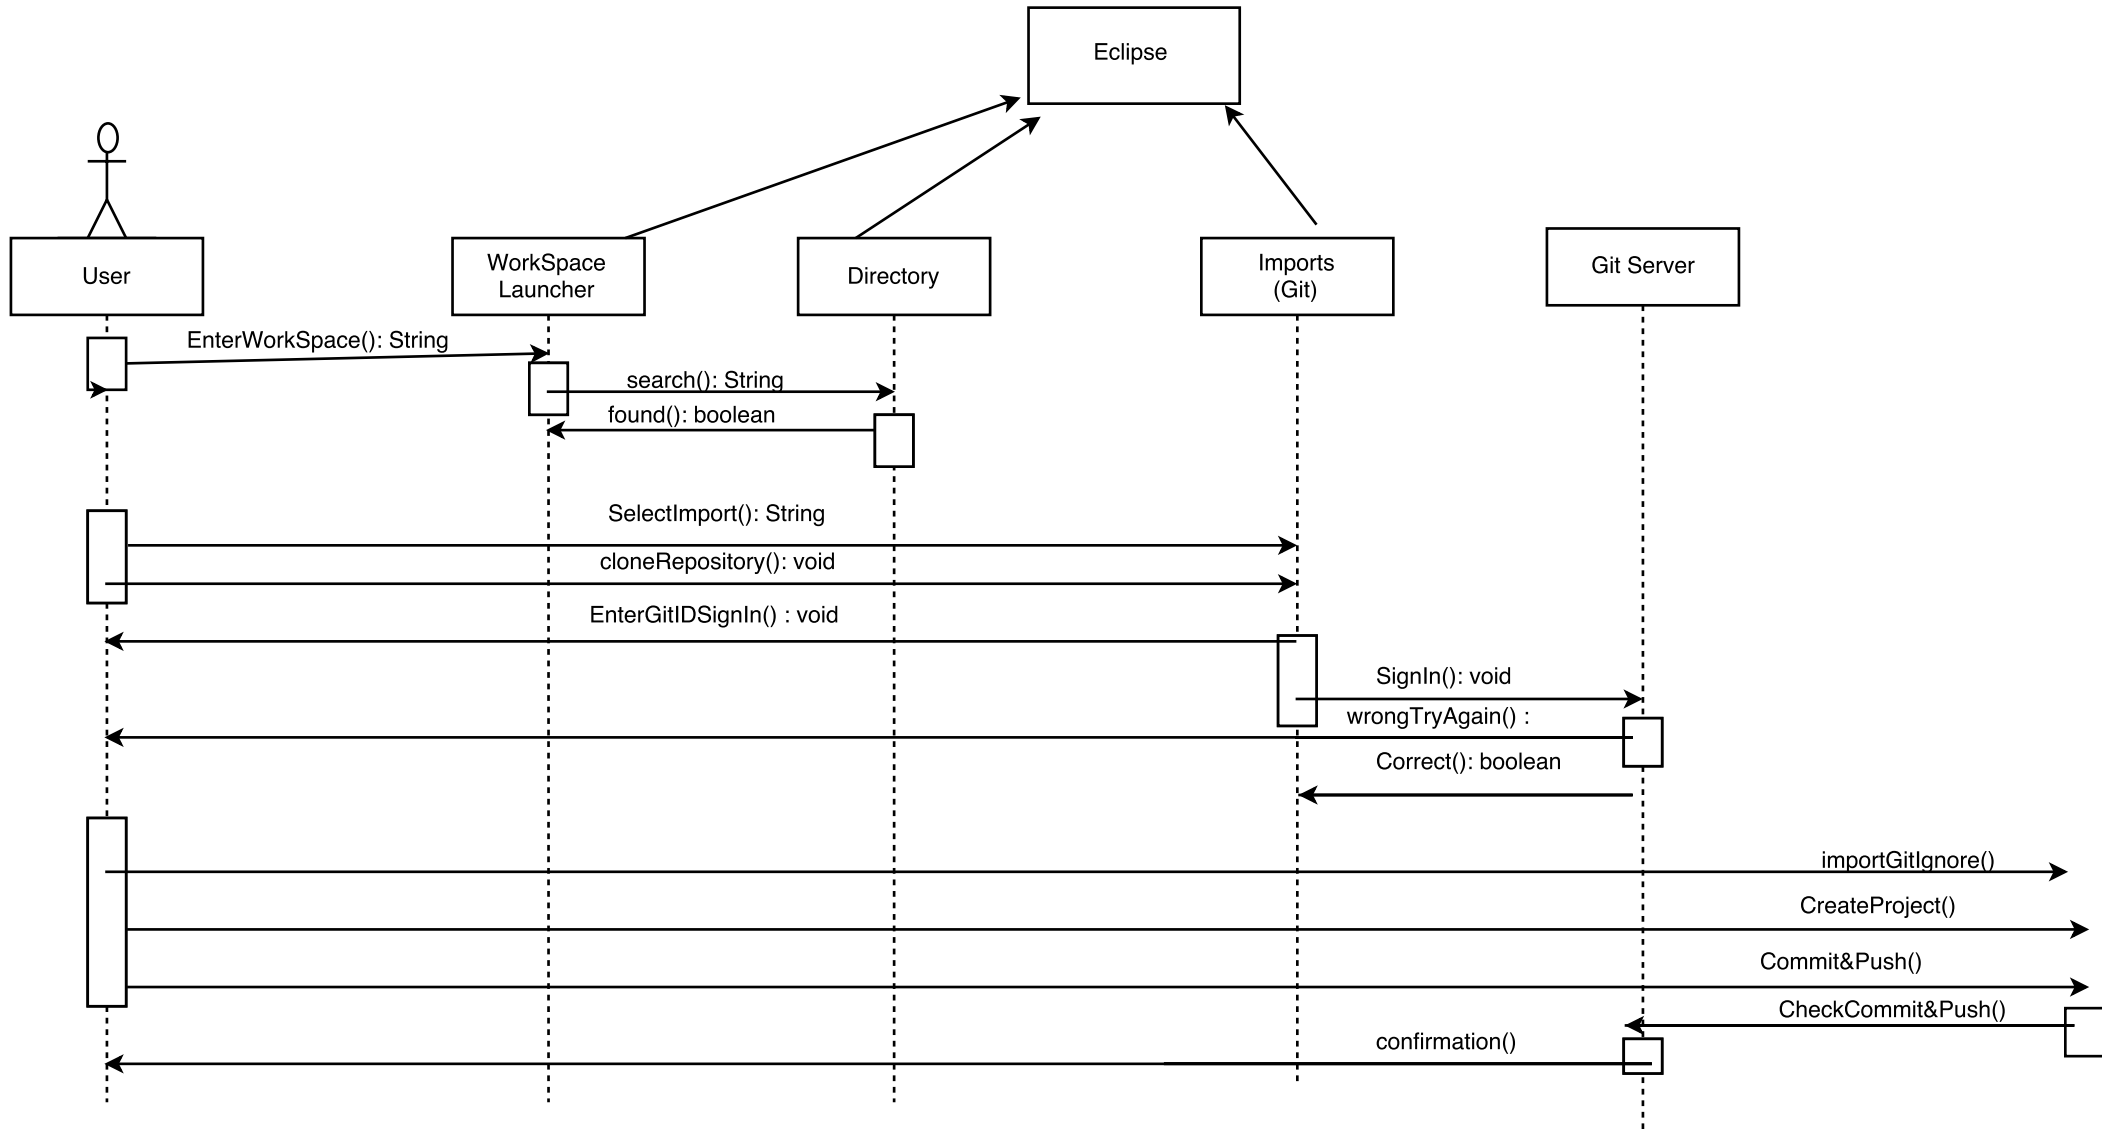 Eclipse
User
WorkSpace
Launcher
Directory
Imports
(Git)
Git Server
EnterWorkSpace(): String
search(): String
found(): boolean
SelectImport(): String
cloneRepository(): void
EnterGitIDSignIn() : void
SignIn(): void
wrongTryAgain() :
Correct(): boolean
importGitIgnore()
CreateProject()
Commit&Push()
CheckCommit&Push()
confirmation()